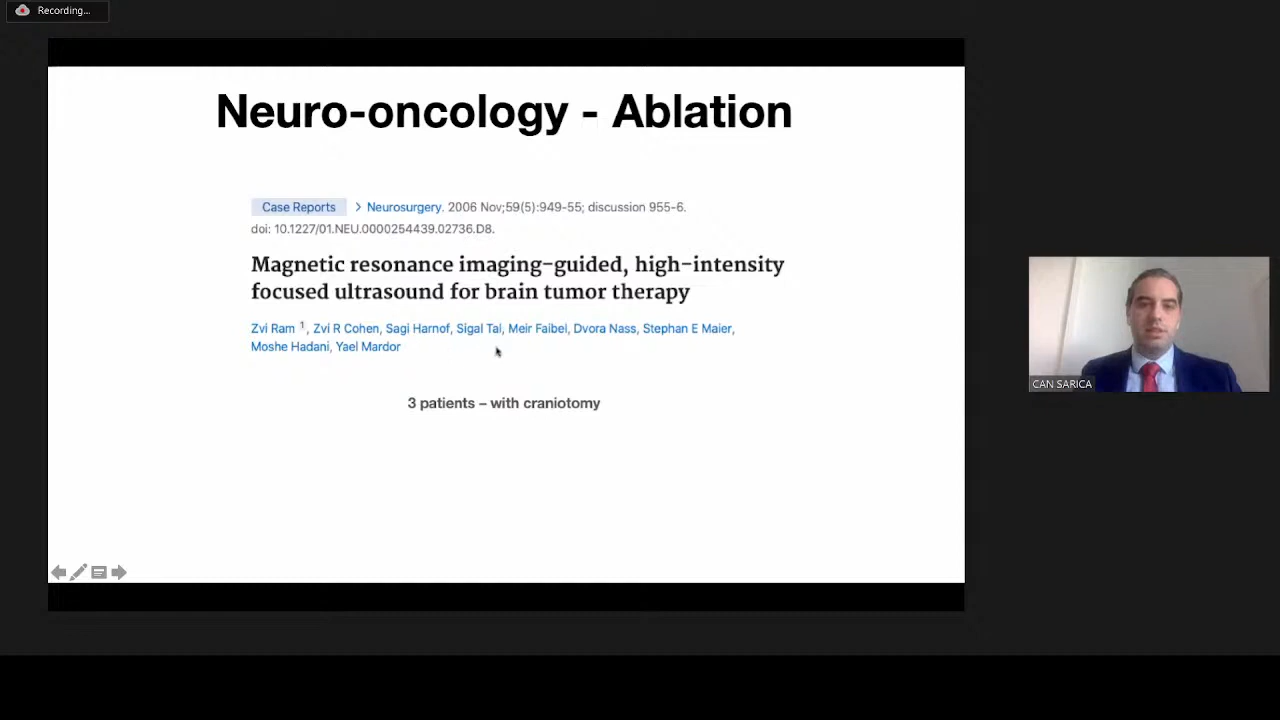 Recording...
Neuro-oncology - Ablation
Case Reports > Neurosurgery. 2006 Nov;59(5):949-55; discussion 955-6.
doi: 10.1227/01.NEU.0000254439.02736.D8.
Magnetic resonance imaging-guided, high-intensity
focused ultrasound for brain tumor therapy
Zvi Ram 1, Zvi R Cohen, Sagi Harnof, Sigal Tal, Meir Faibel, Dvora Nass, Stephan E Maier,
Moshe Hadani, Yael Mardor
3 patients – with craniotomy
CAN SARICA